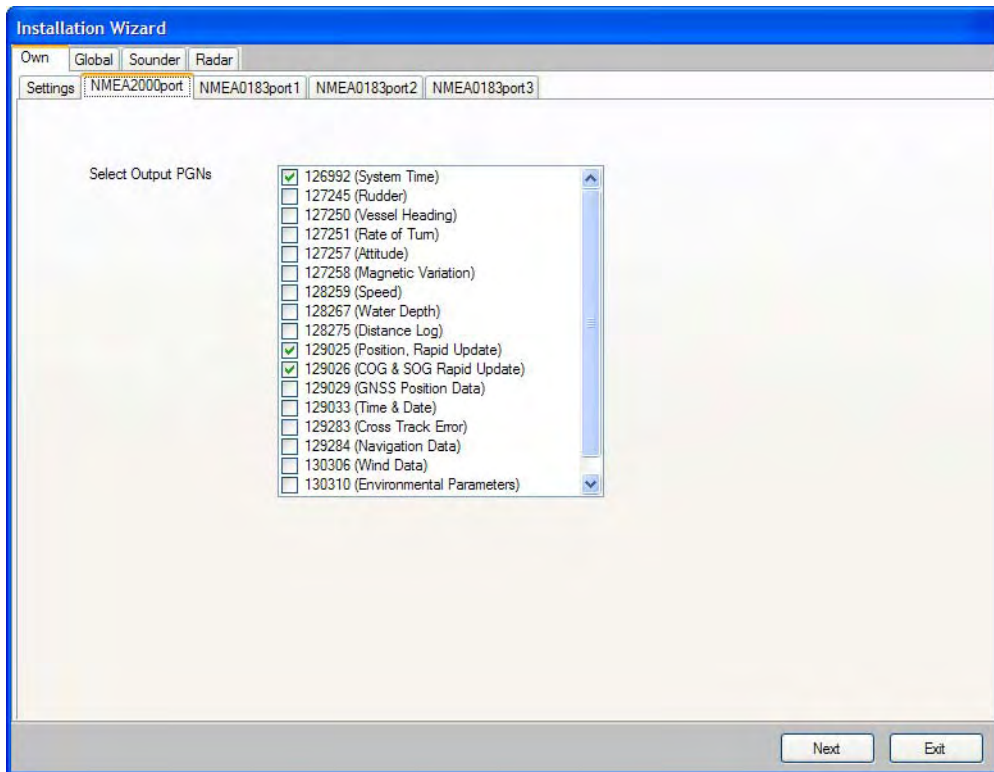 Installation Wizard
Own Global Sounder Radar
Settings NMEA2000port NMEA0183port1 NMEA0183port2 NMEA0183port3
Select Output PGNs
126992 (System Time)
127245 (Rudder)
127250 (Vessel Heading)
127251 (Rate of Turn)
127257 (Attitude)
127258 (Magnetic Variation)
128259 (Speed)
128267 (Water Depth)
128275 (Distance Log)
129025 (Position, Rapid Update)
129026 (COG & SOG Rapid Update)
129029 (GNSS Position Data)
129033 (Time & Date)
129283 (Cross Track Error)
129284 (Navigation Data)
130306 (Wind Data)
130310 (Environmental Parameters)
Next Exit